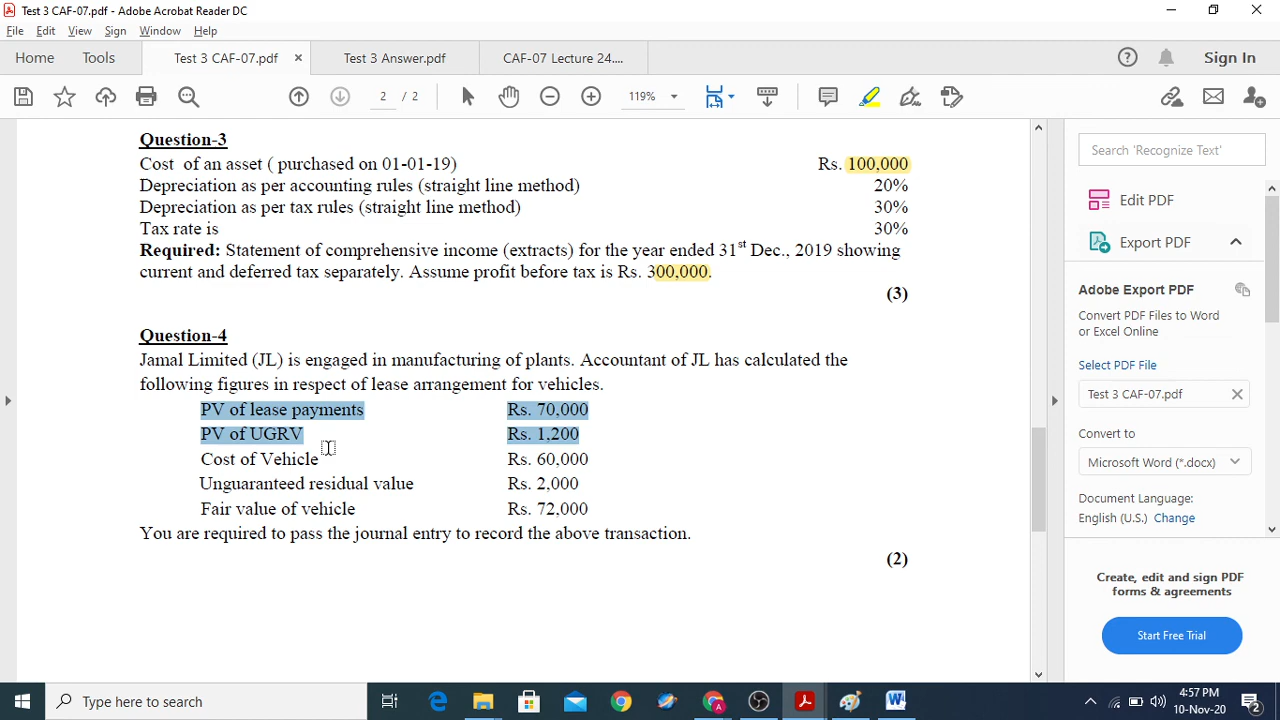 Test 3 CAF-07.pdf - Adobe Acrobat Reader DC
File Edit View Sign Window Help
Home Tools Test 3 CAF-07.pdf × Test 3 Answer.pdf CAF-07 Lecture 24.... Sign In
2 / 2 119%
Question-3
Cost of an asset ( purchased on 01-01-19) Rs. 100,000
Depreciation as per accounting rules (straight line method) 20%
Depreciation as per tax rules (straight line method) 30%
Tax rate is 30%
Required: Statement of comprehensive income (extracts) for the year ended 31st Dec., 2019 showing
current and deferred tax separately. Assume profit before tax is Rs. 300,000.
(3)
Question-4
Jamal Limited (JL) is engaged in manufacturing of plants. Accountant of JL has calculated the
following figures in respect of lease arrangement for vehicles.
PV of lease payments Rs. 70,000
PV of UGRV Rs. 1,200
Cost of Vehicle Rs. 60,000
Unguaranteed residual value Rs. 2,000
Fair value of vehicle Rs. 72,000
You are required to pass the journal entry to record the above transaction.
(2)
Search 'Recognize Text'
Edit PDF
Export PDF
Adobe Export PDF
Convert PDF Files to Word
or Excel Online
Select PDF File
Test 3 CAF-07.pdf
Convert to
Microsoft Word (*.docx)
Document Language:
English (U.S.) Change
Create, edit and sign PDF
forms & agreements
Start Free Trial
Type here to search
4:57 PM
10-Nov-20
2